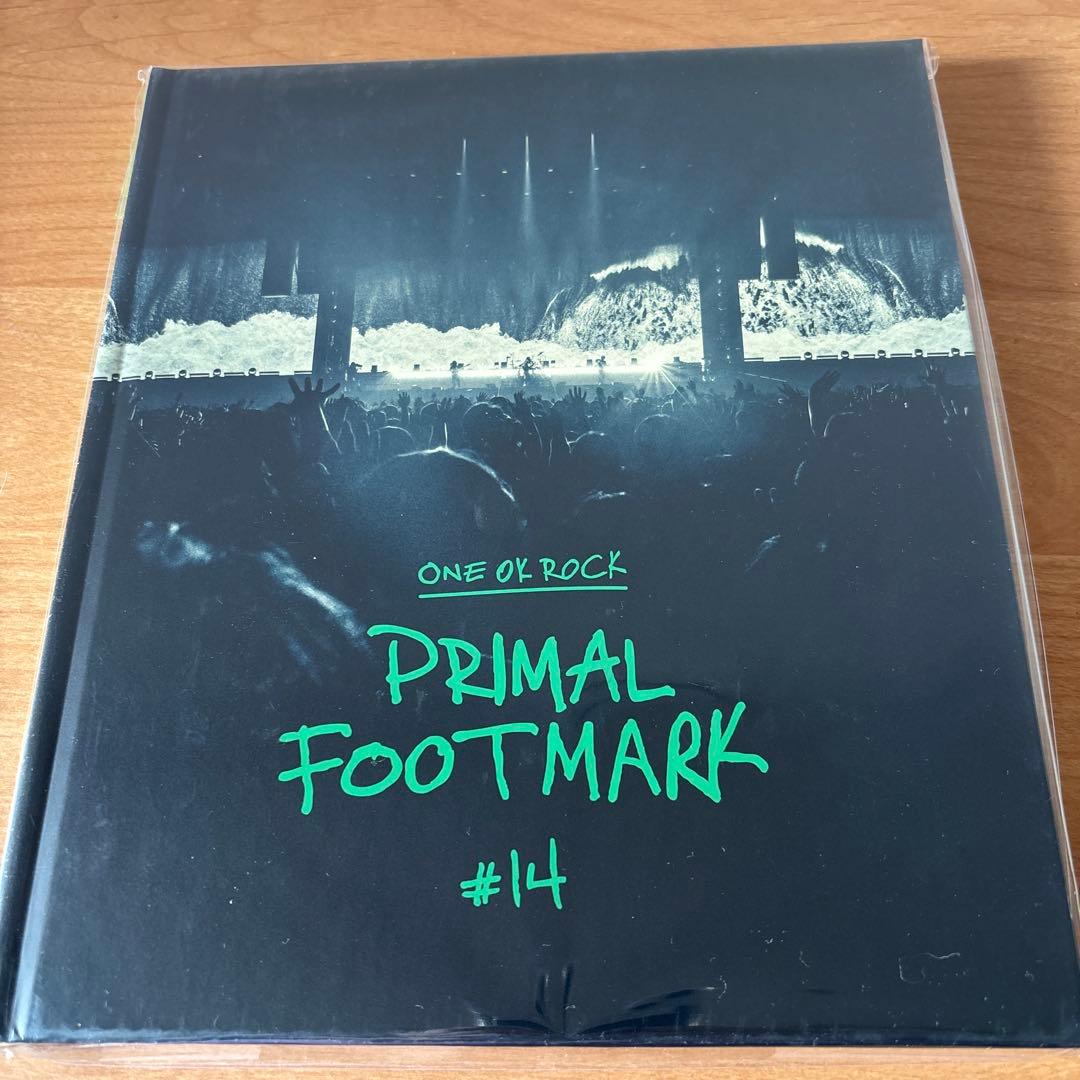 ONE OK ROCK
PRIMAL
FOOTMARK
#14